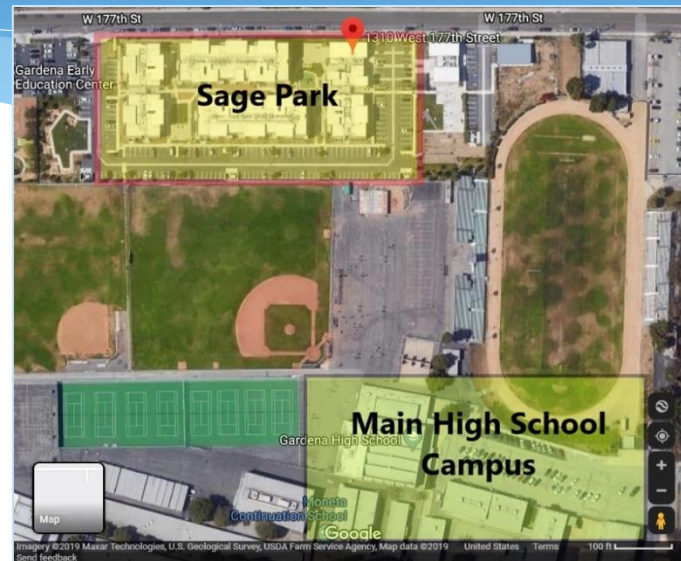 W 177th St
W 177th St
1310 West 177th Street
Gardena Early
Education Center
Sage Park
Main High School
Campus
Gardena High School
Moneta
Continuation School
Map
Google
Imagery ©2019 Maxar Technologies, U.S. Geological Survey, USDA Farm Service Agency, Map data ©2019 United States Terms 100 ft
Send feedback